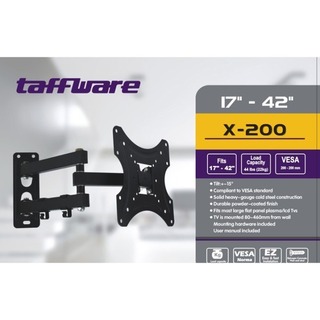 taffware
17" - 42"
X-200
Fits
17" - 42"
Load
Capacity
44 lbs (20kg)
VESA
200 - 200 mm
• Tilt:+- 15°
• Compliant to VESA standard
• Solid heavy-gauge cold steel construction
• Durable powder-coated finish
• Fits most large flat panel plasma/lcd Tvs
• TV is mounted 80-460mm from wall
Mounting hardware included
User manual included
VESA
Norma
EZ